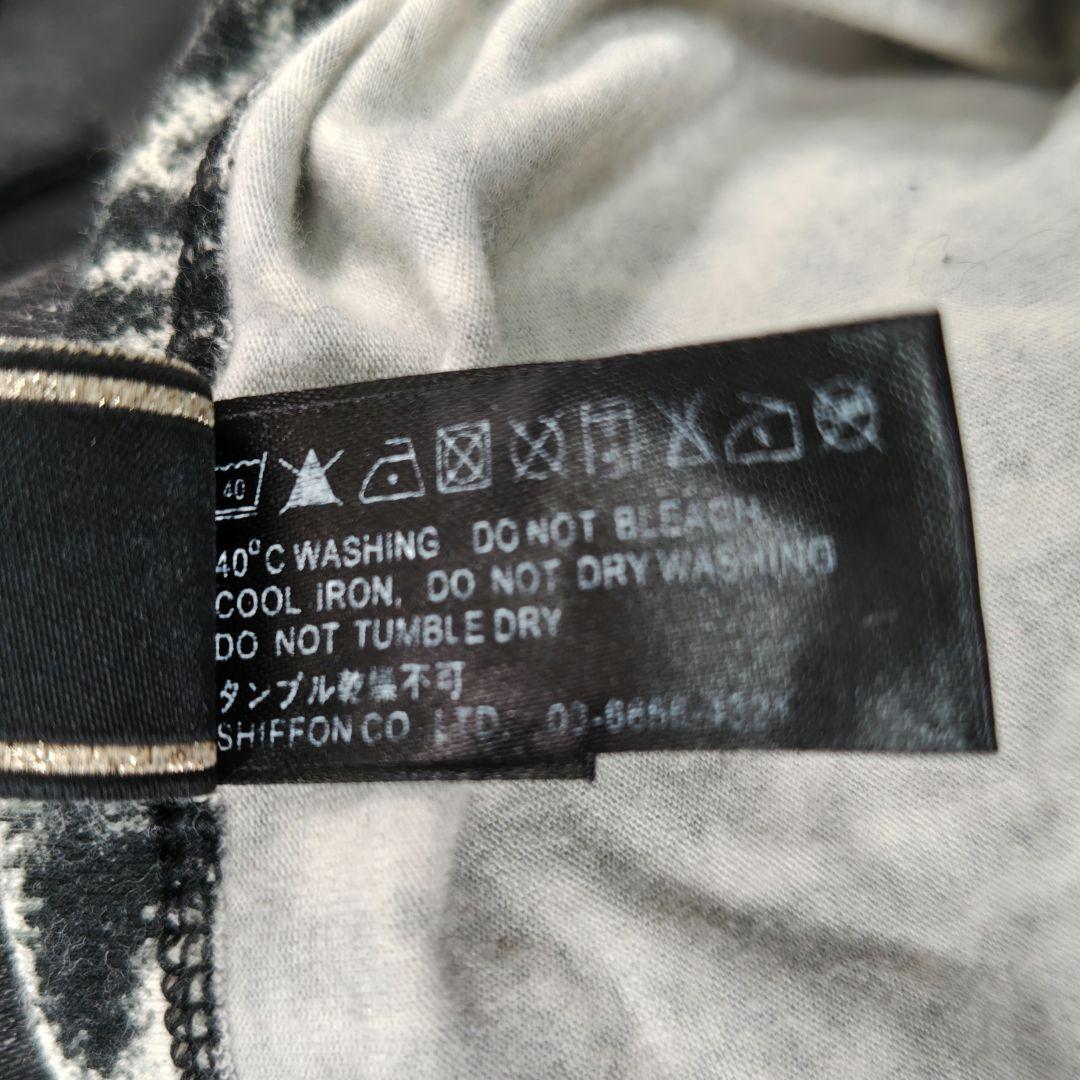 40
40°C WASHING DO NOT BLEACH
COOL IRON. DO NOT DRY WASHING
DO NOT TUMBLE DRY
タンブル乾燥不可
SHIFFON CO LTD.